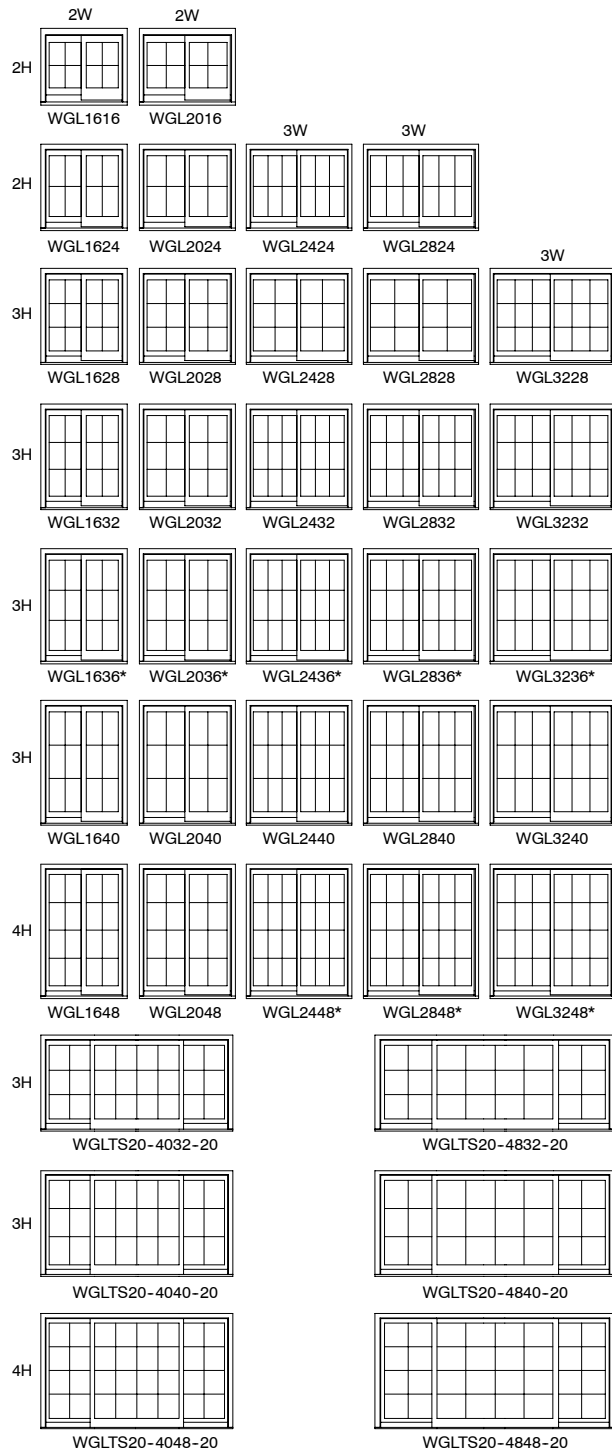 2W 2W
2H
WGL1616 WGL2016
3W 3W
2H
WGL1624 WGL2024 WGL2424 WGL2824
3W
3H
WGL1628 WGL2028 WGL2428 WGL2828 WGL3228
3H
WGL1632 WGL2032 WGL2432 WGL2832 WGL3232
3H
WGL1636* WGL2036* WGL2436* WGL2836* WGL3236*
3H
WGL1640 WGL2040 WGL2440 WGL2840 WGL3240
4H
WGL1648 WGL2048 WGL2448* WGL2848* WGL3248*
3H
WGLTS20-4032-20 WGLTS20-4832-20
3H
WGLTS20-4040-20 WGLTS20-4840-20
4H
WGLTS20-4048-20 WGLTS20-4848-20